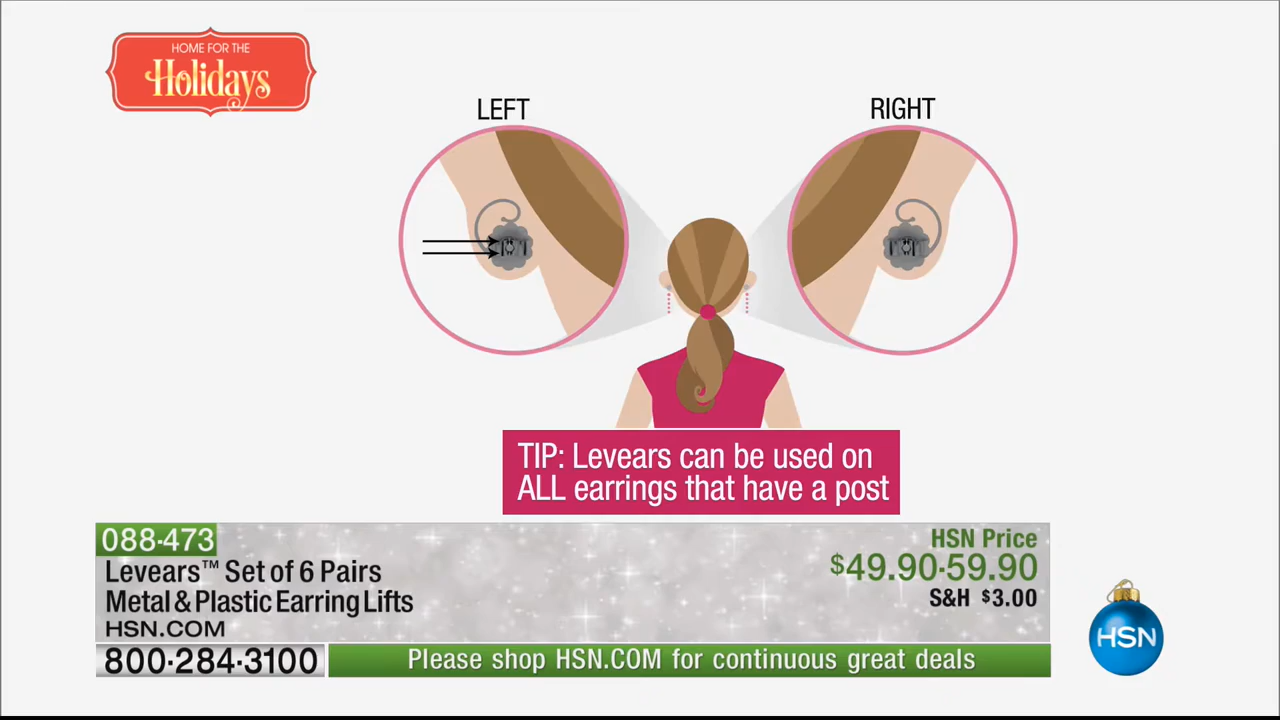 HOME FOR THE
Holidays
LEFT
RIGHT
TIP: Levears can be used on
ALL earrings that have a post
088-473
Levears™ Set of 6 Pairs
Metal & Plastic Earring Lifts
HSN.COM
HSN Price
$49.90-59.90
S&H $3.00
800·284·3100
Please shop HSN.COM for continuous great deals
HSN